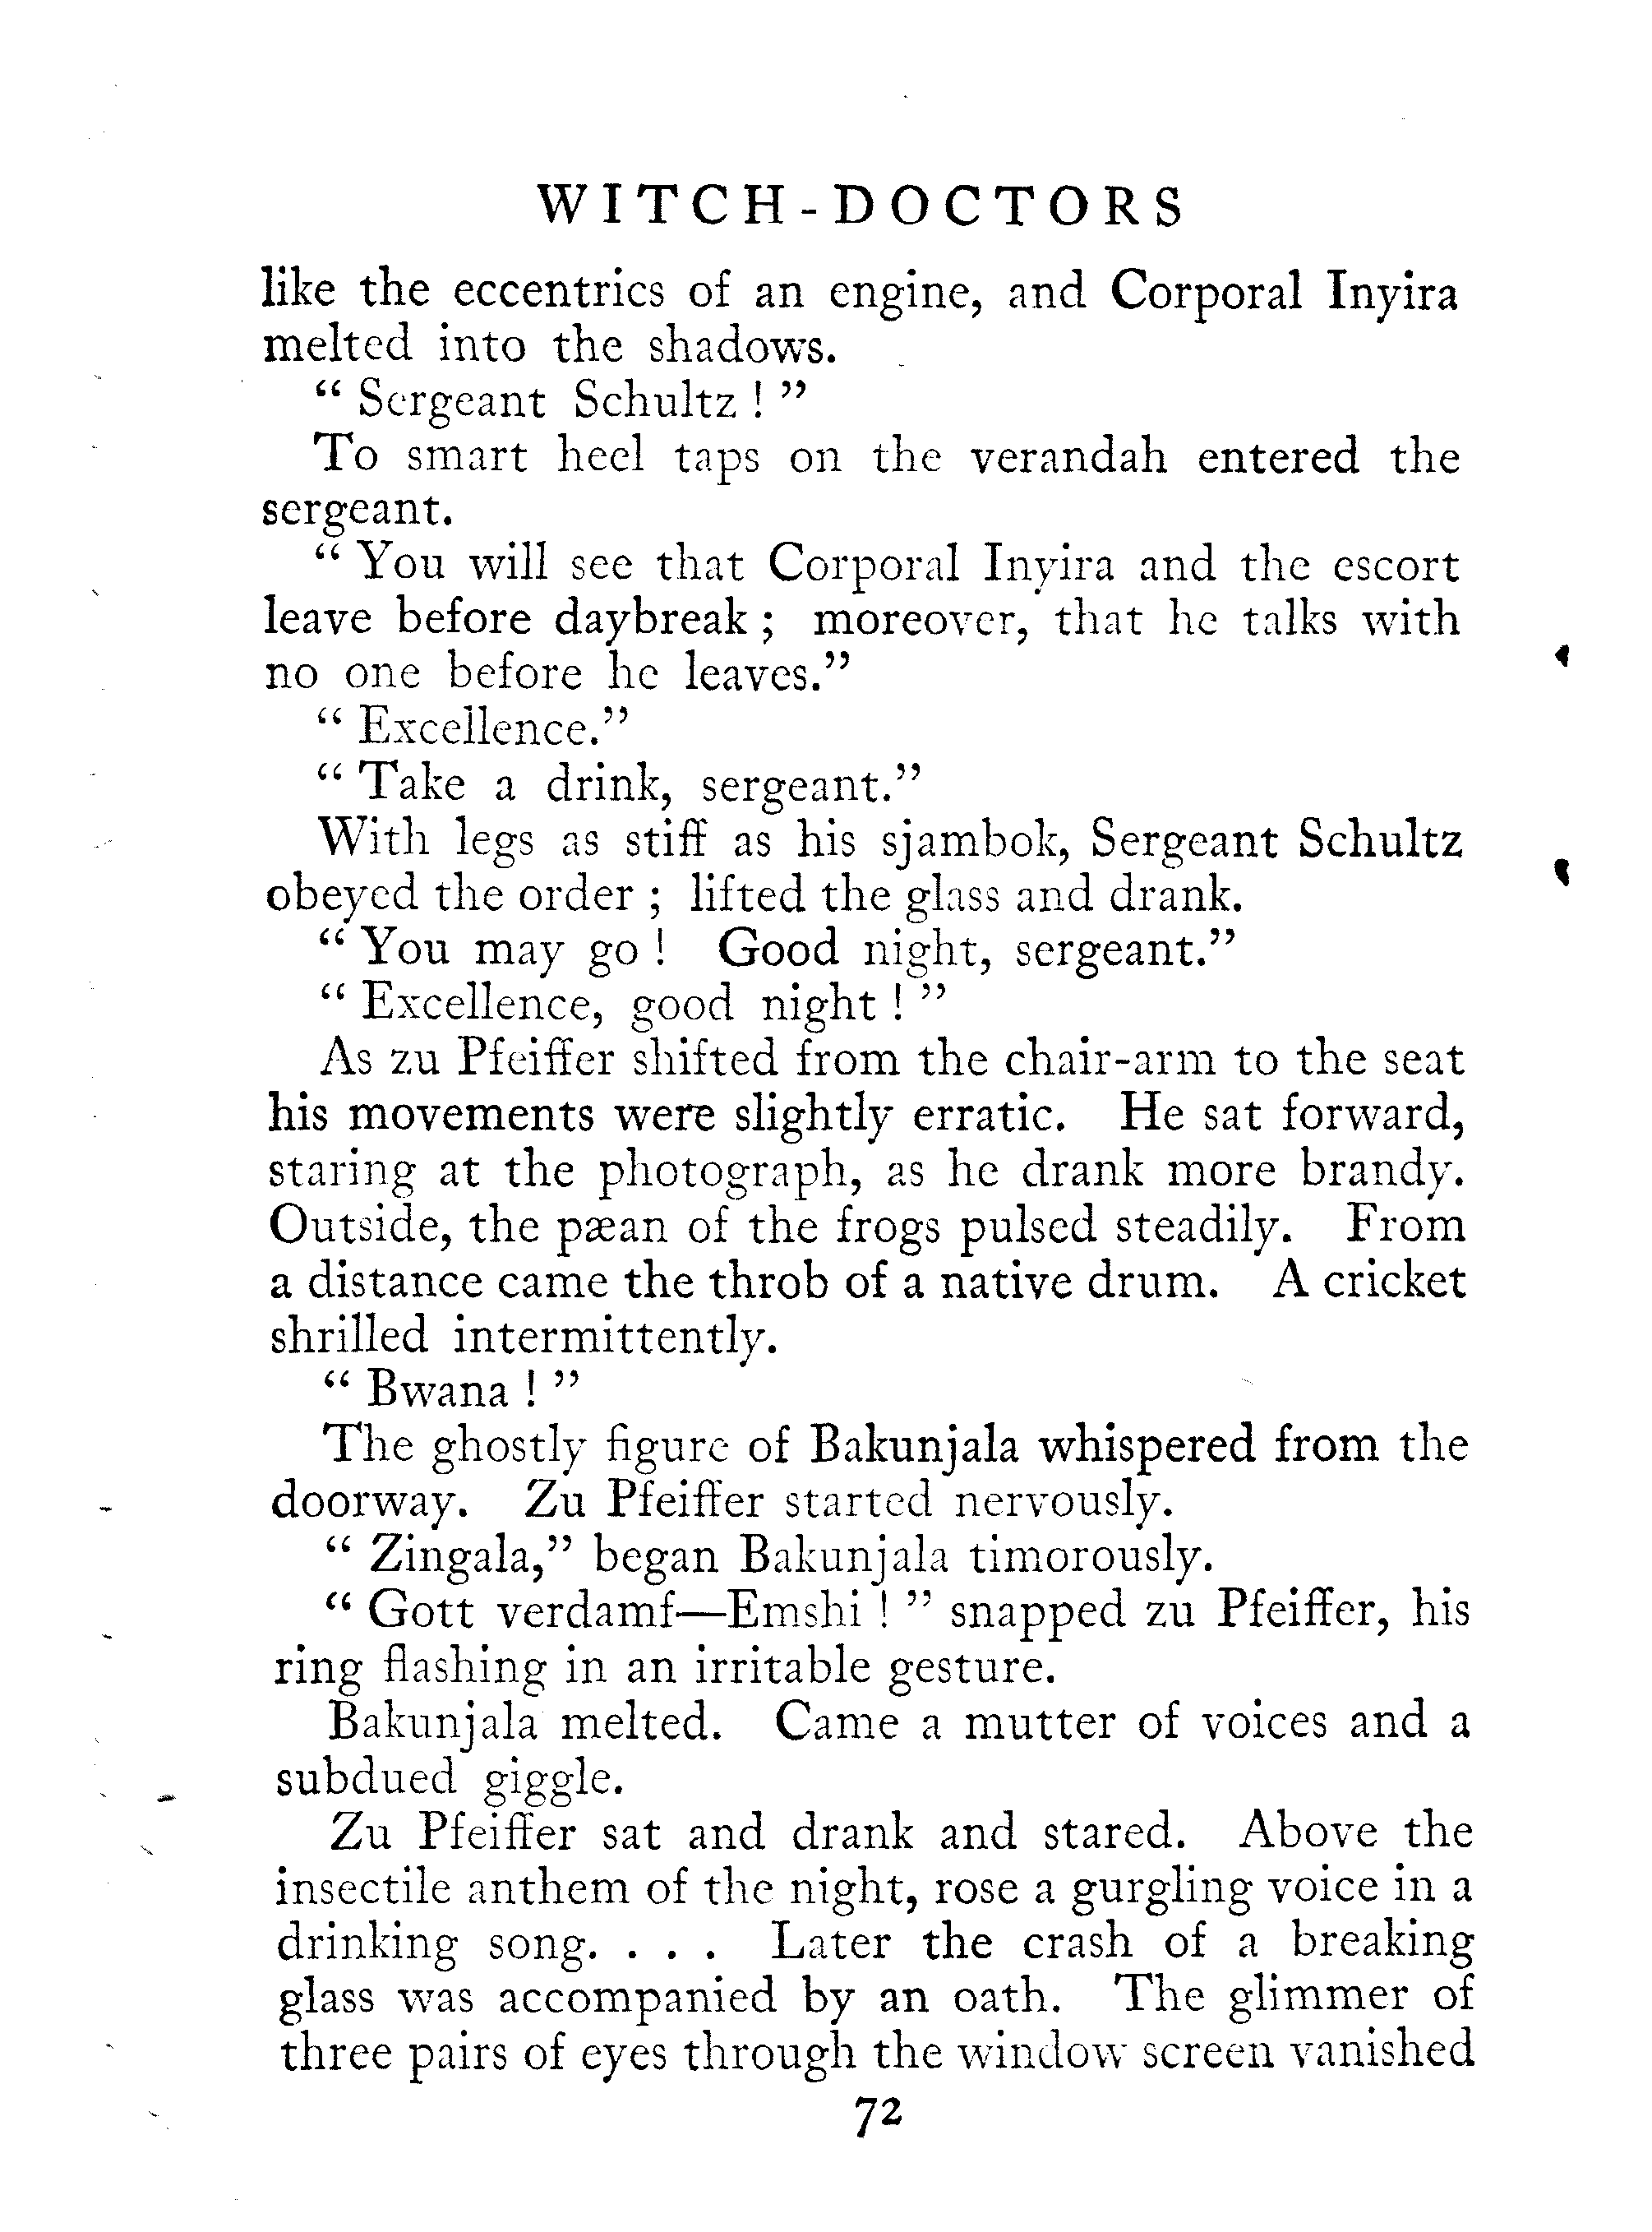 WITCH-DOCTORS
like the eccentrics of an engine, and Corporal Inyira
melted into the shadows.
“ Sergeant Schultz ! ”
To smart heel taps on the verandah entered the
sergeant.
“ You will see that Corporal Inyira and the escort
leave before daybreak ; moreover, that he talks with
no one before he leaves.”
“ Excellence.”
“ Take a drink, sergeant.”
With legs as stiff as his sjambok, Sergeant Schultz
obeyed the order ; lifted the glass and drank.
“ You may go ! Good night, sergeant.”
“ Excellence, good night ! ”
As zu Pfeiffer shifted from the chair-arm to the seat
his movements were slightly erratic. He sat forward,
staring at the photograph, as he drank more brandy.
Outside, the pæan of the frogs pulsed steadily. From
a distance came the throb of a native drum. A cricket
shrilled intermittently.
“ Bwana ! ”
The ghostly figure of Bakunjala whispered from the
doorway. Zu Pfeiffer started nervously.
“ Zingala,” began Bakunjala timorously.
“ Gott verdamf—Emshi ! ” snapped zu Pfeiffer, his
ring flashing in an irritable gesture.
Bakunjala melted. Came a mutter of voices and a
subdued giggle.
Zu Pfeiffer sat and drank and stared. Above the
insectile anthem of the night, rose a gurgling voice in a
drinking song. . . . Later the crash of a breaking
glass was accompanied by an oath. The glimmer of
three pairs of eyes through the window screen vanished
72